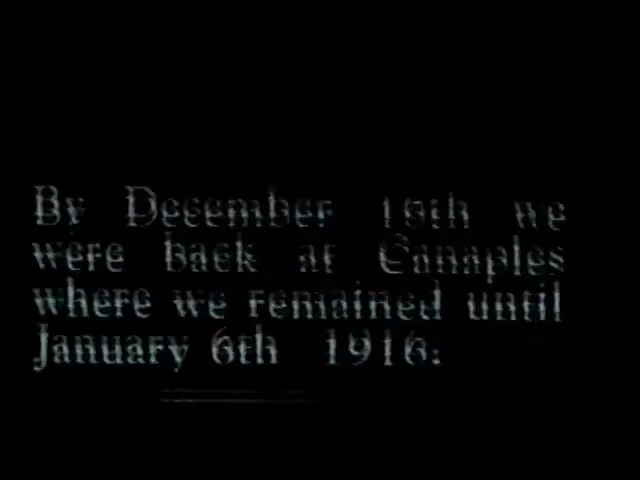 By December 16th we
were back at Canaples
where we remained until
January 6th 1916.